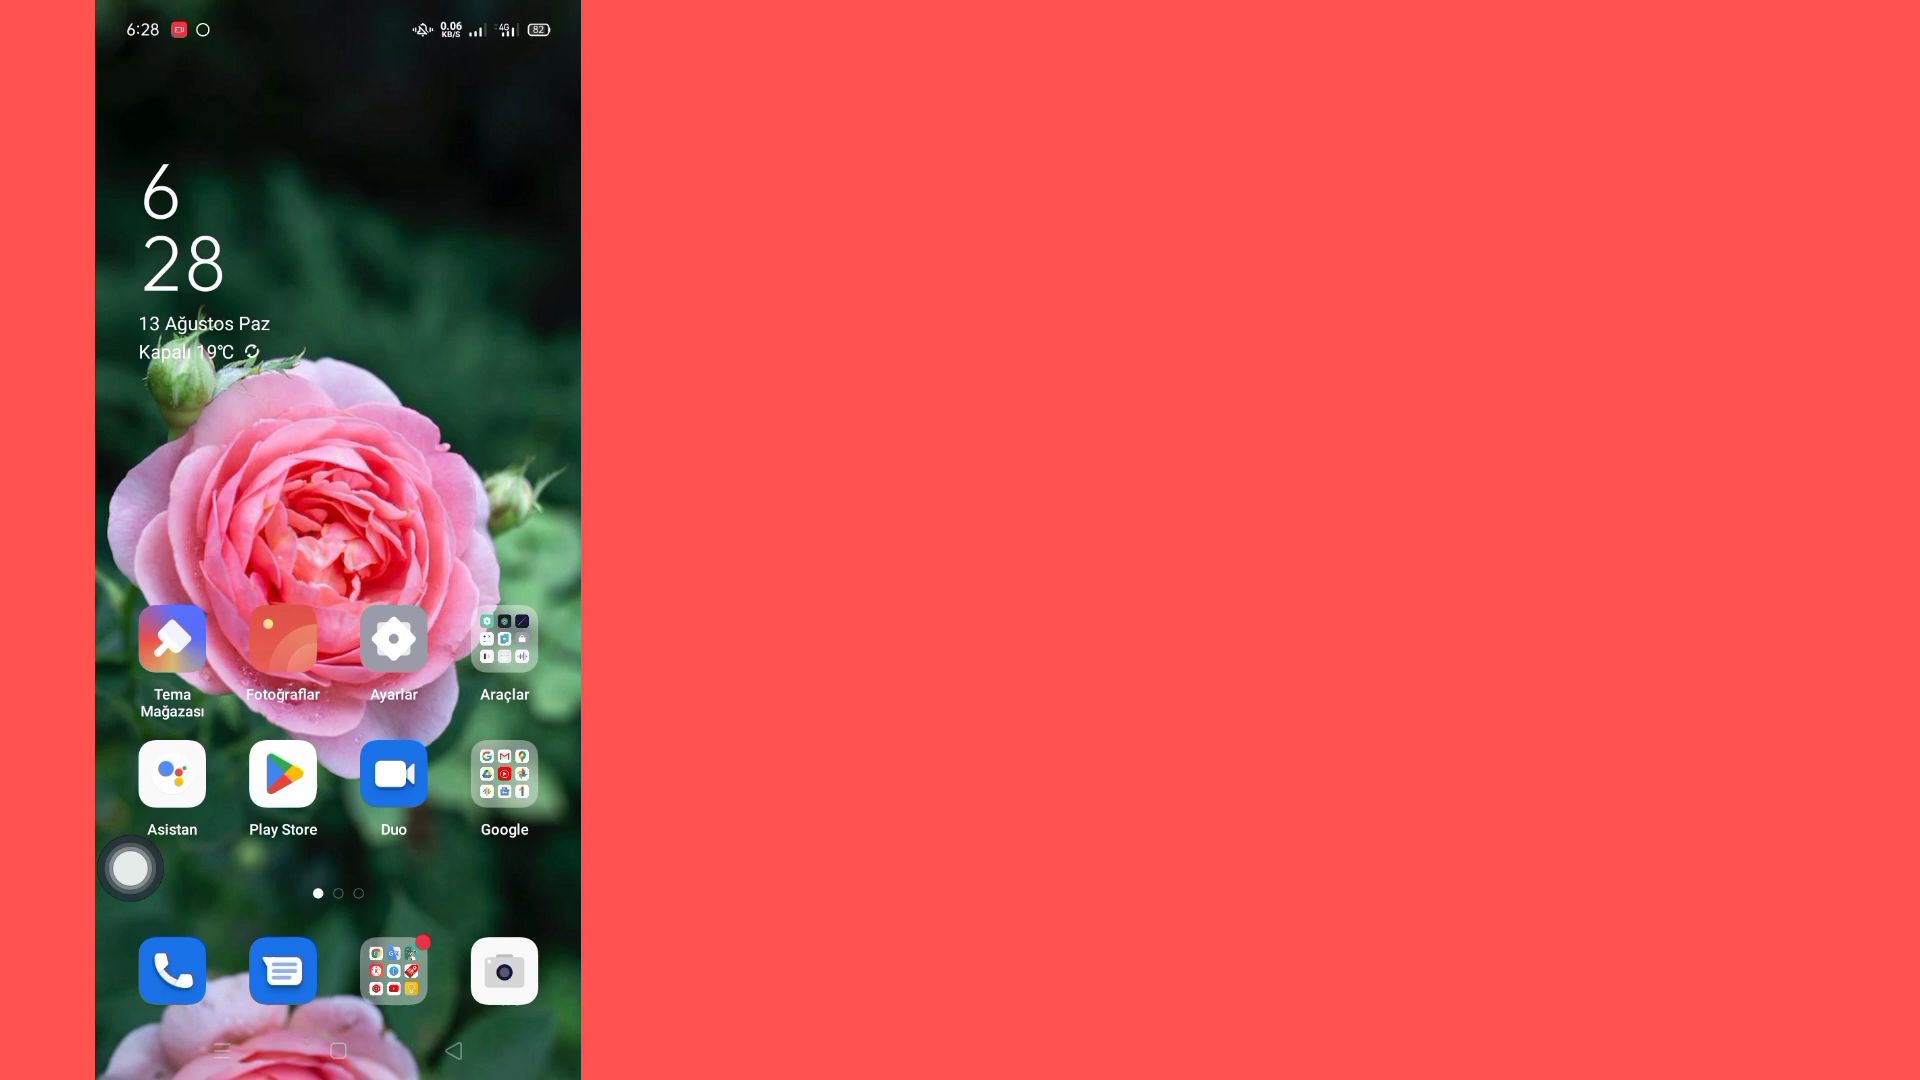 6:28
0.06
KB/S
4G
82
6
28
13 Ağustos Paz
Kapalı 19°C
Tema
Mağazası
Fotoğraflar
Ayarlar
Araçlar
Asistan
Play Store
Duo
Google